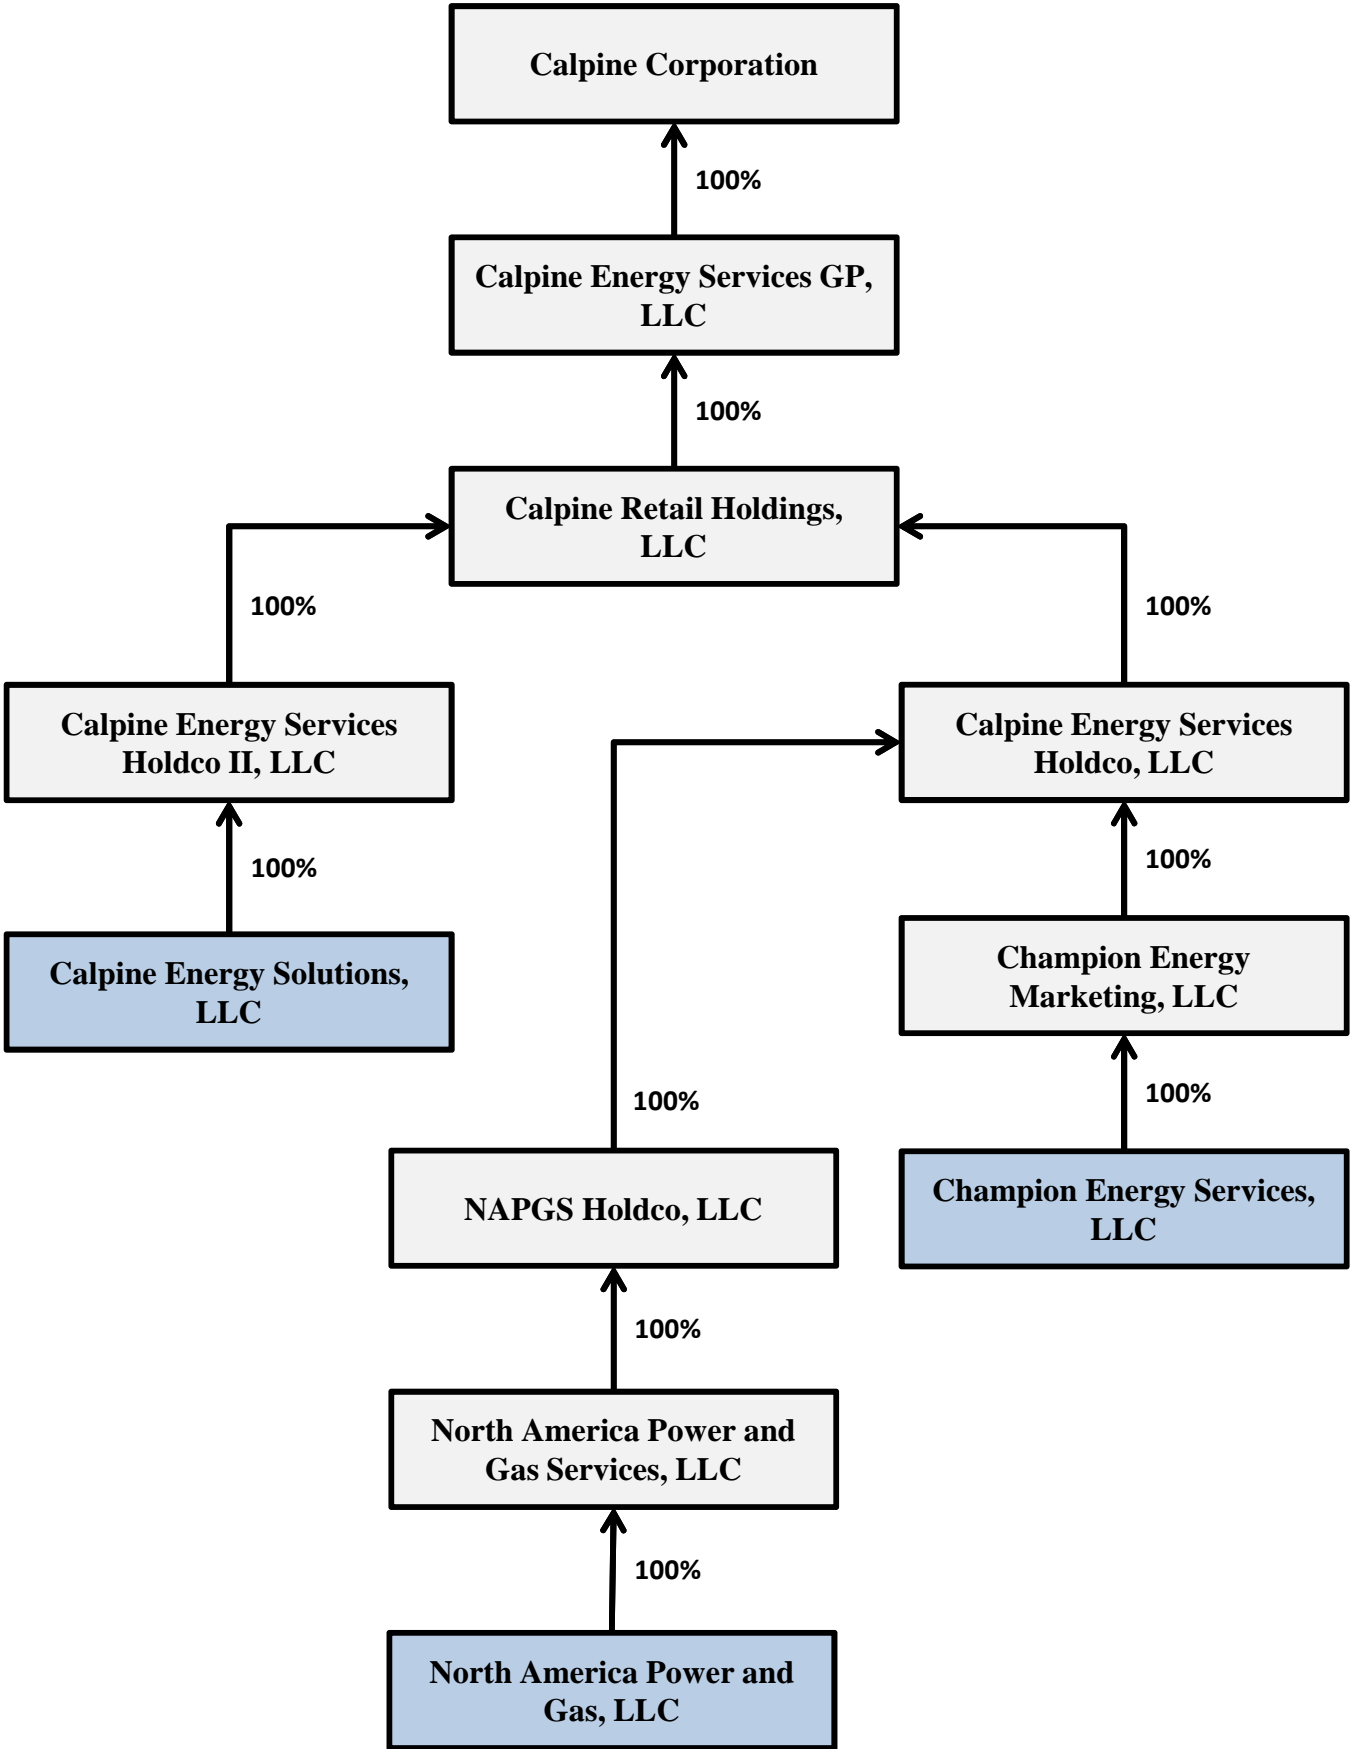 Calpine Corporation
100%
Calpine Energy Services GP,
LLC
100%
Calpine Retail Holdings,
LLC
100%
100%
Calpine Energy Services
Holdco II, LLC
Calpine Energy Services
Holdco, LLC
100%
100%
Calpine Energy Solutions,
LLC
Champion Energy
Marketing, LLC
100%
100%
NAPGS Holdco, LLC
Champion Energy Services,
LLC
100%
North America Power and
Gas Services, LLC
100%
North America Power and
Gas, LLC